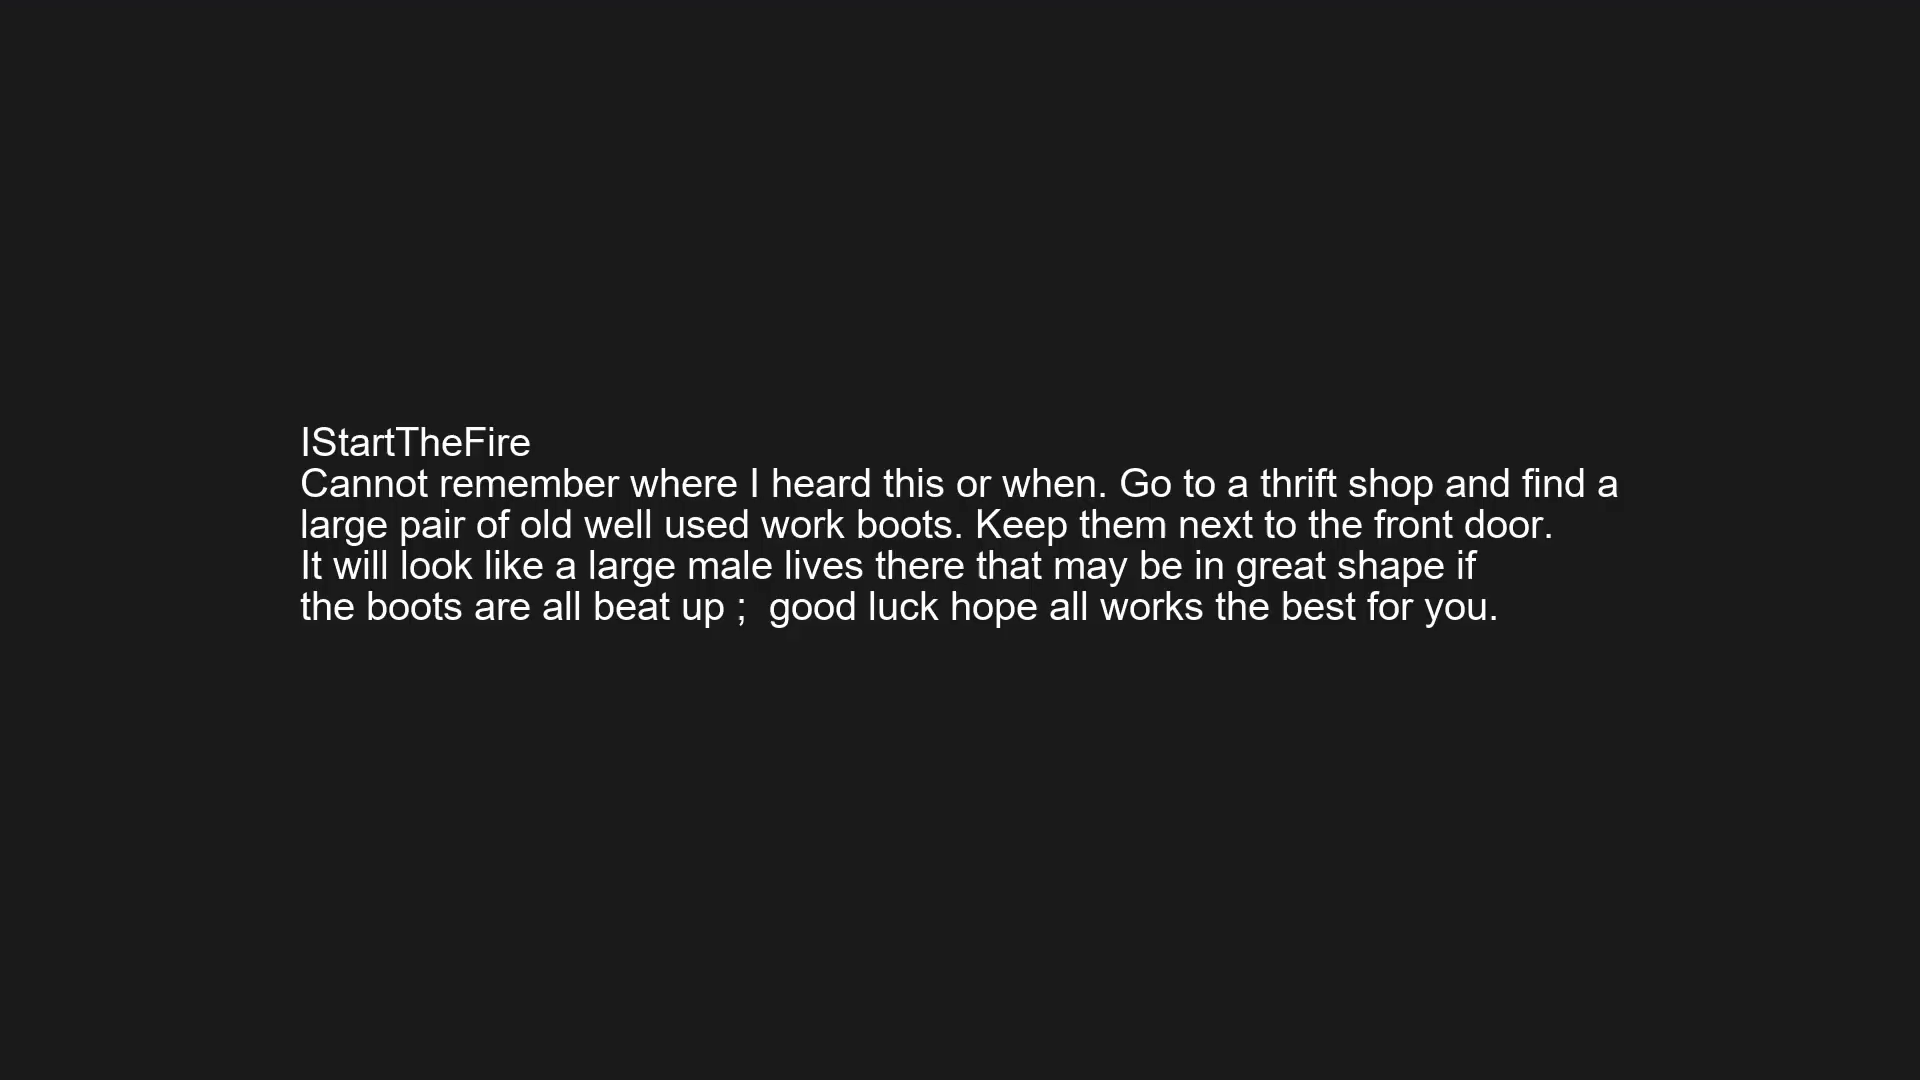 IStartTheFire
Cannot remember where I heard this or when. Go to a thrift shop and find a
large pair of old well used work boots. Keep them next to the front door.
It will look like a large male lives there that may be in great shape if
the boots are all beat up ;  good luck hope all works the best for you.